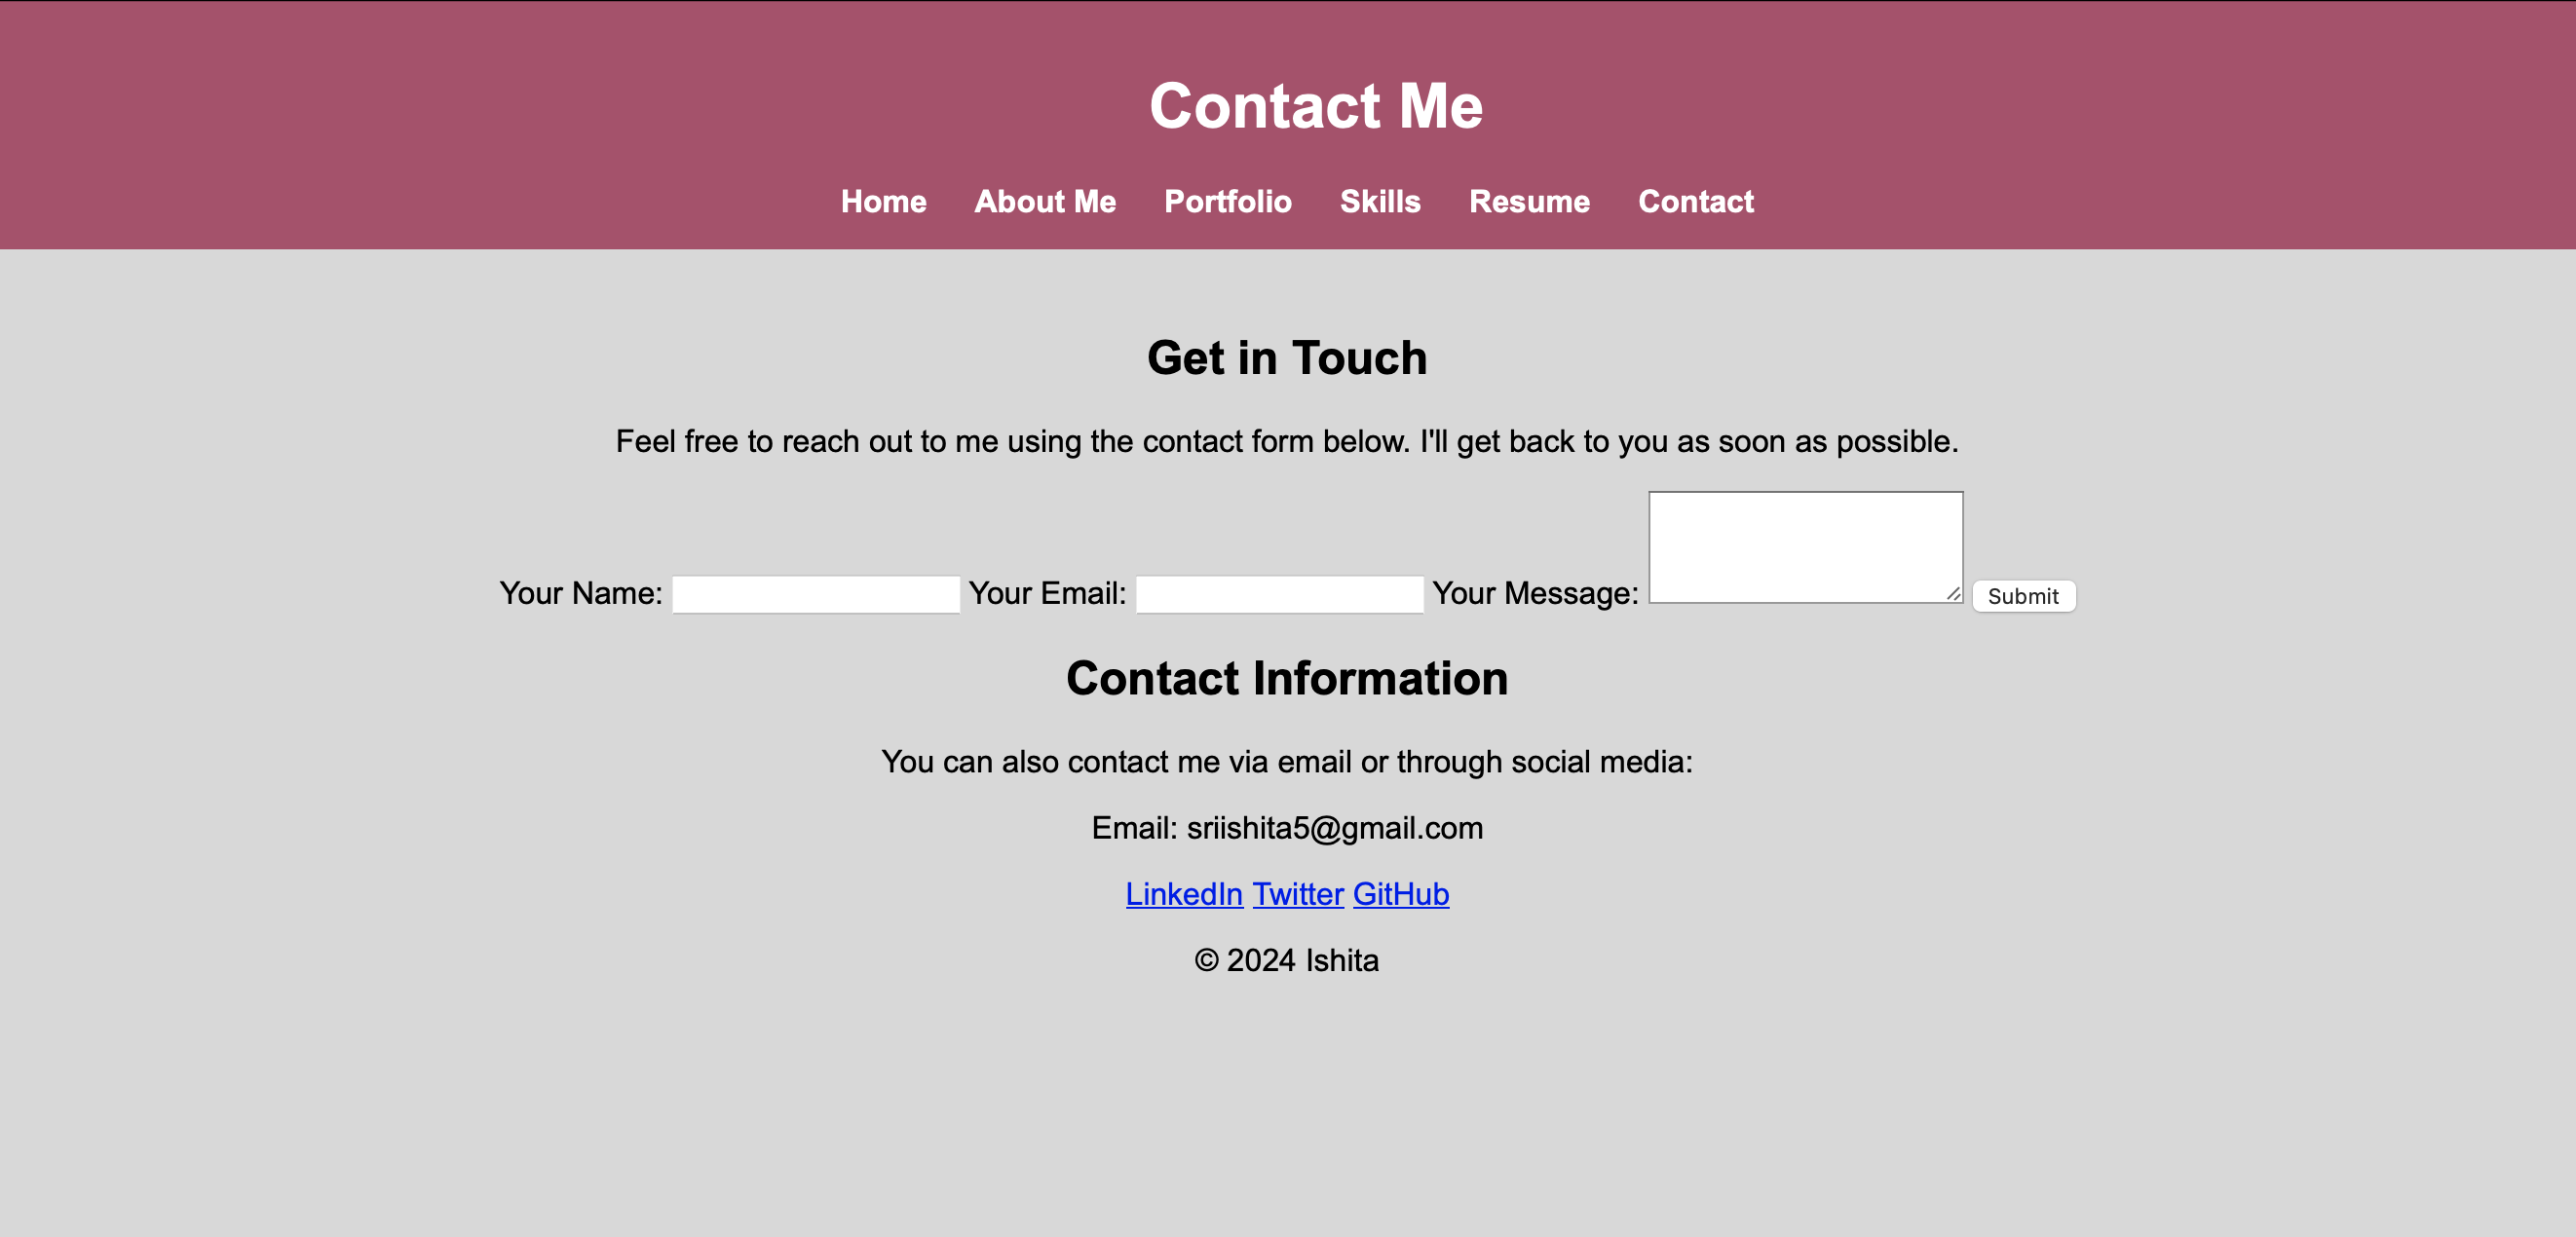 Contact Me
Home About Me Portfolio Skills Resume Contact
Get in Touch
Feel free to reach out to me using the contact form below. I'll get back to you as soon as possible.
Your Name: Your Email: Your Message: Submit
Contact Information
You can also contact me via email or through social media:
Email: sriishita5@gmail.com
LinkedIn Twitter GitHub
© 2024 Ishita